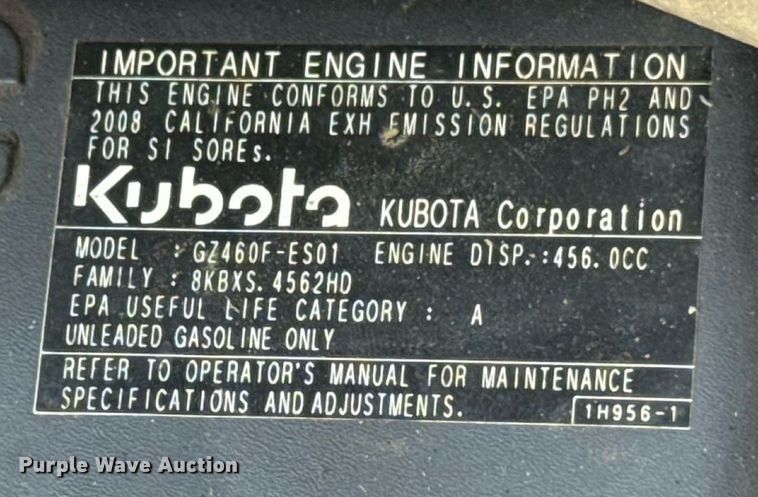 IMPORTANT ENGINE INFORMATION
THIS ENGINE CONFORMS TO U.S. EPA PH2 AND
2008 CALIFORNIA EXH EMISSION REGULATIONS
FOR SI SOREs.
Kubota KUBOTA Corporation
MODEL : GZ460F-ES01 ENGINE DISP.:456.0CC
FAMILY : 8KBXS.4562HD
EPA USEFUL LIFE CATEGORY : A
UNLEADED GASOLINE ONLY
REFER TO OPERATOR'S MANUAL FOR MAINTENANCE
SPECIFICATIONS AND ADJUSTMENTS.
1H956-1
Purple Wave Auction